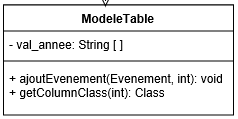 ModeleTable
- val_annee: String [ ]
+ ajoutEvenement(Evenement, int): void
+ getColumnClass(int): Class